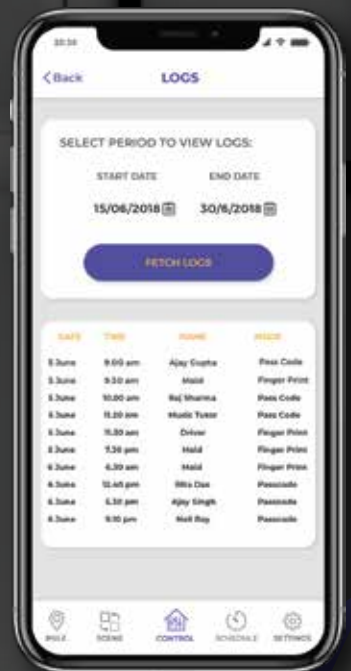 20:38
Back
LOGS
SELECT PERIOD TO VIEW LOGS:
START DATE END DATE
15/06/2018 30/6/2018
FETCH LOGS
DATE TIME NAME MODE
5 June 9:00 am Ajay Gupta Pass Code
5 June 9:30 am Maid Finger Print
5 June 10.00 am Raj Sharma Pass Code
5 June 11.20 am Music Tutor Pass Code
5 June 11.30 am Driver Finger Print
5 June 7.30 pm Maid Finger Print
6 June 6.30 am Maid Finger Print
6 June 12.45 pm Rita Das Passcode
6 June 5.30 pm Ajay Singh Passcode
6 June 9.10 pm Roy Passcode
SCENE CONTROL SCHEDULE SETTINGS